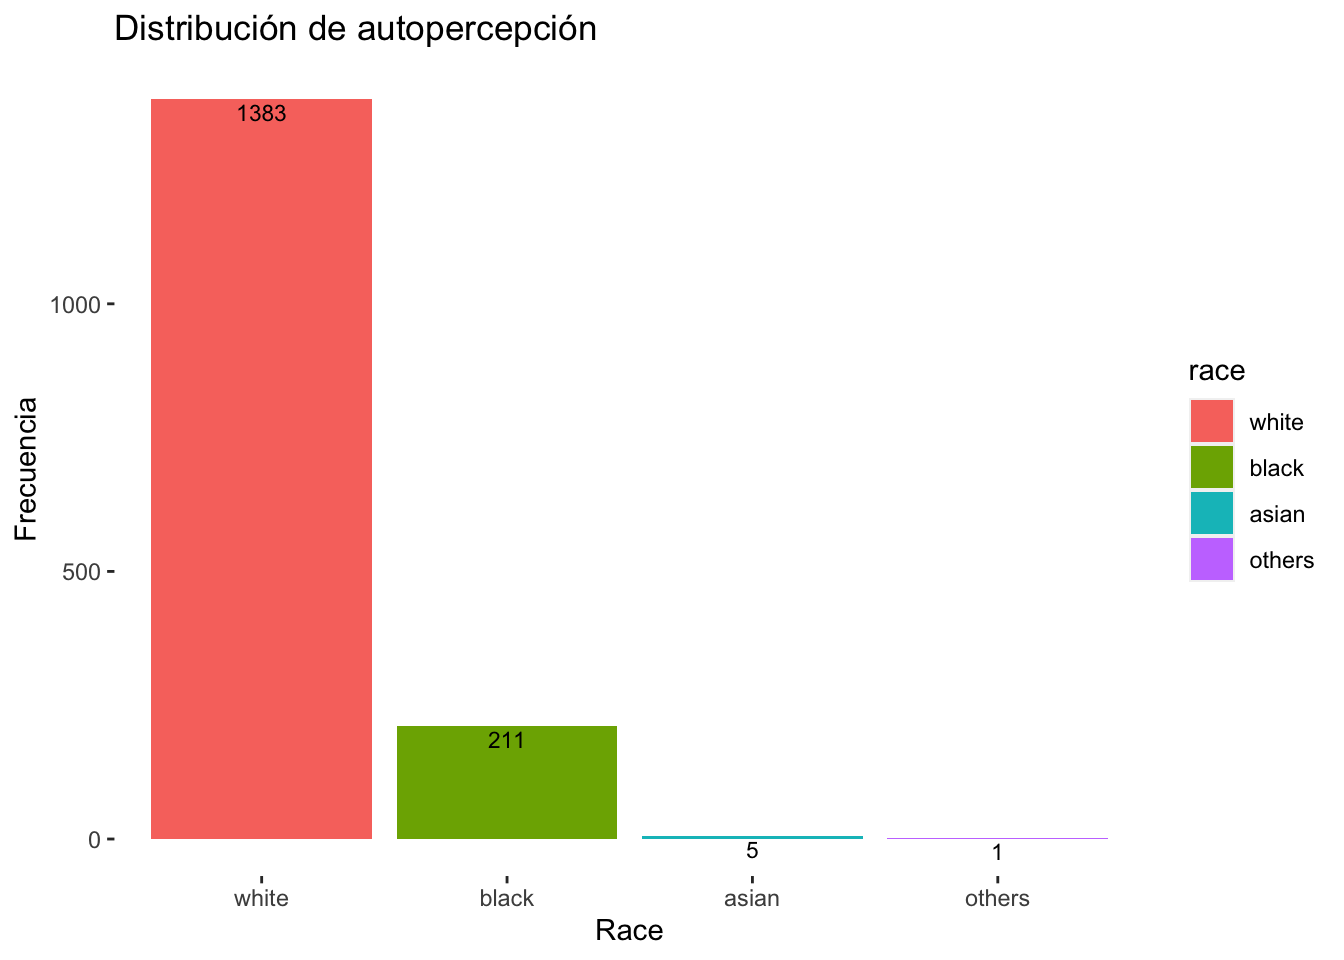 Distribución de autopercepción
1383
1000
race
white
Frecuencia
black
asian
500
others
211
0
5
1
white black asian others
Race